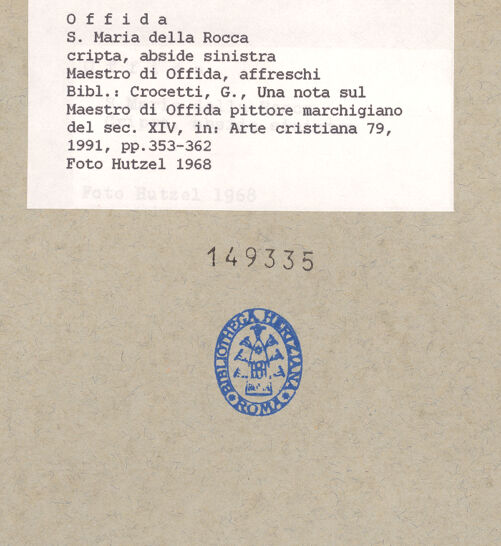 O f f i d a
S. Maria della Rocca
cripta, abside sinistra
Maestro di Offida, affreschi
Bibl.: Crocetti, G., Una nota sul
Maestro di Offida pittore marchigiano
del sec. XIV, in: Arte cristiana 79,
1991, pp.353-362
Foto Hutzel 1968
Foto Hutzel 1968
149335
BIBLIOTHECA HERTZIANA
ROMA